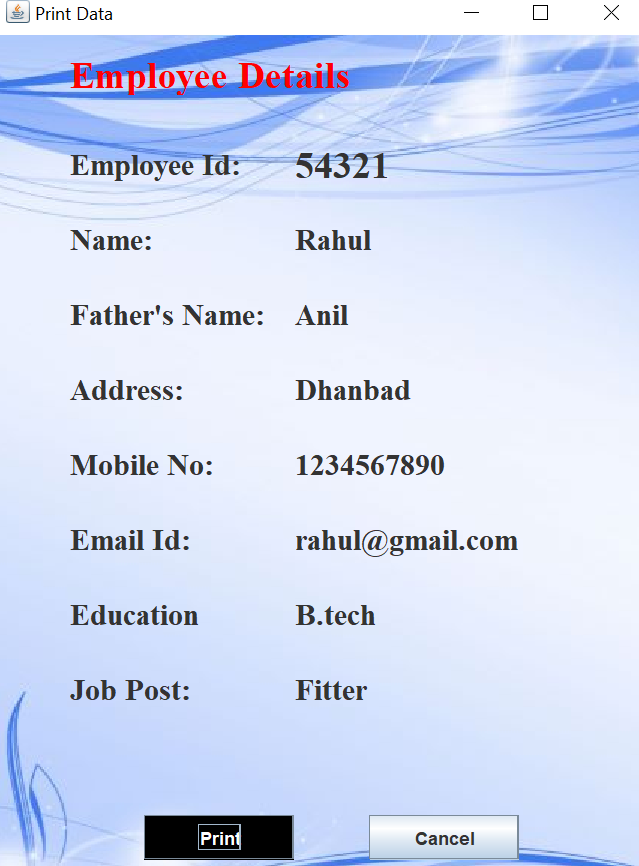 Print Data
Employee Details
Employee Id: 54321
Name: Rahul
Father's Name: Anil
Address: Dhanbad
Mobile No: 1234567890
Email Id: rahul@gmail.com
Education B.tech
Job Post: Fitter
Print Cancel